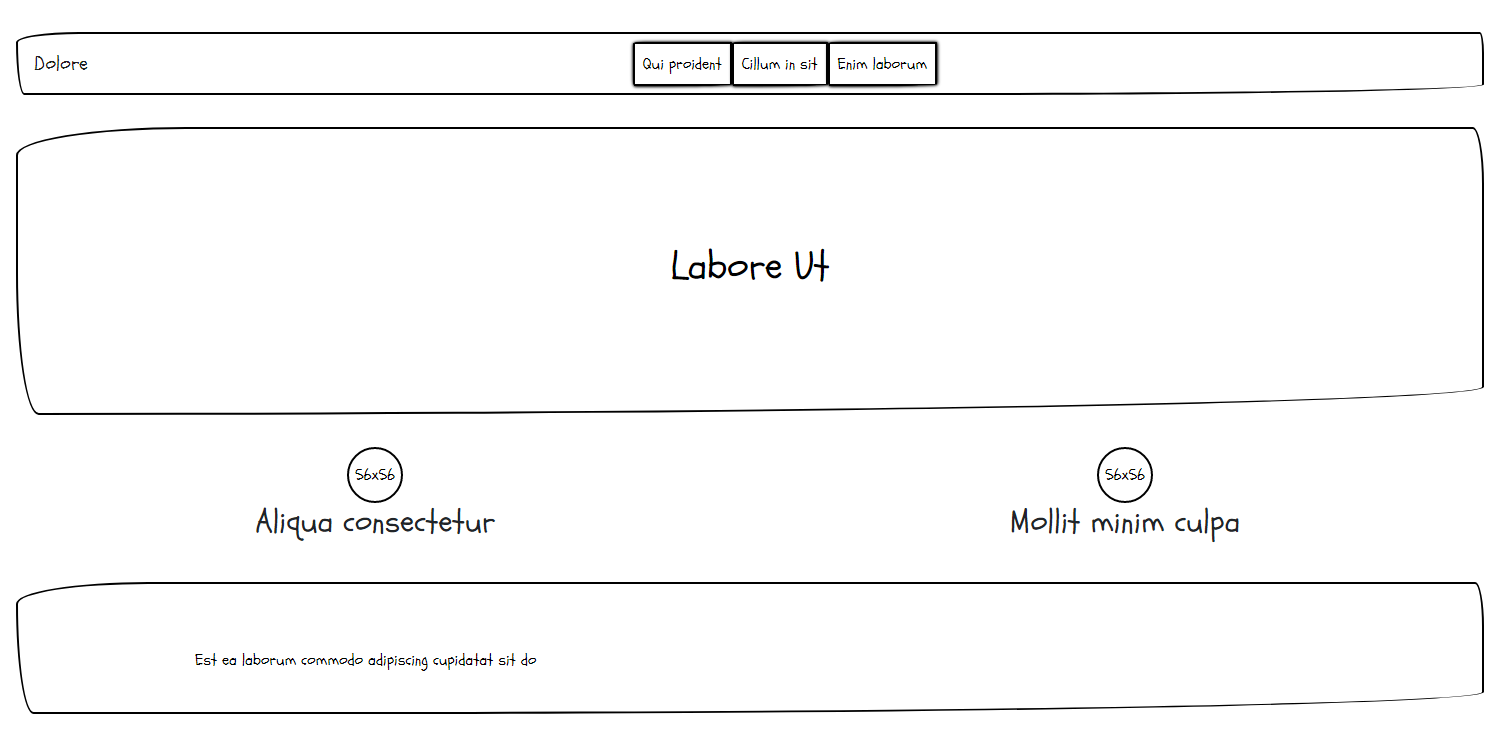 Dolore
Qui proident
Cillum in sit
Enim laborum
Labore Ut
56x56
Aliqua consectetur
56x56
Mollit minim culpa
Est ea laborum commodo adipiscing cupidatat sit do